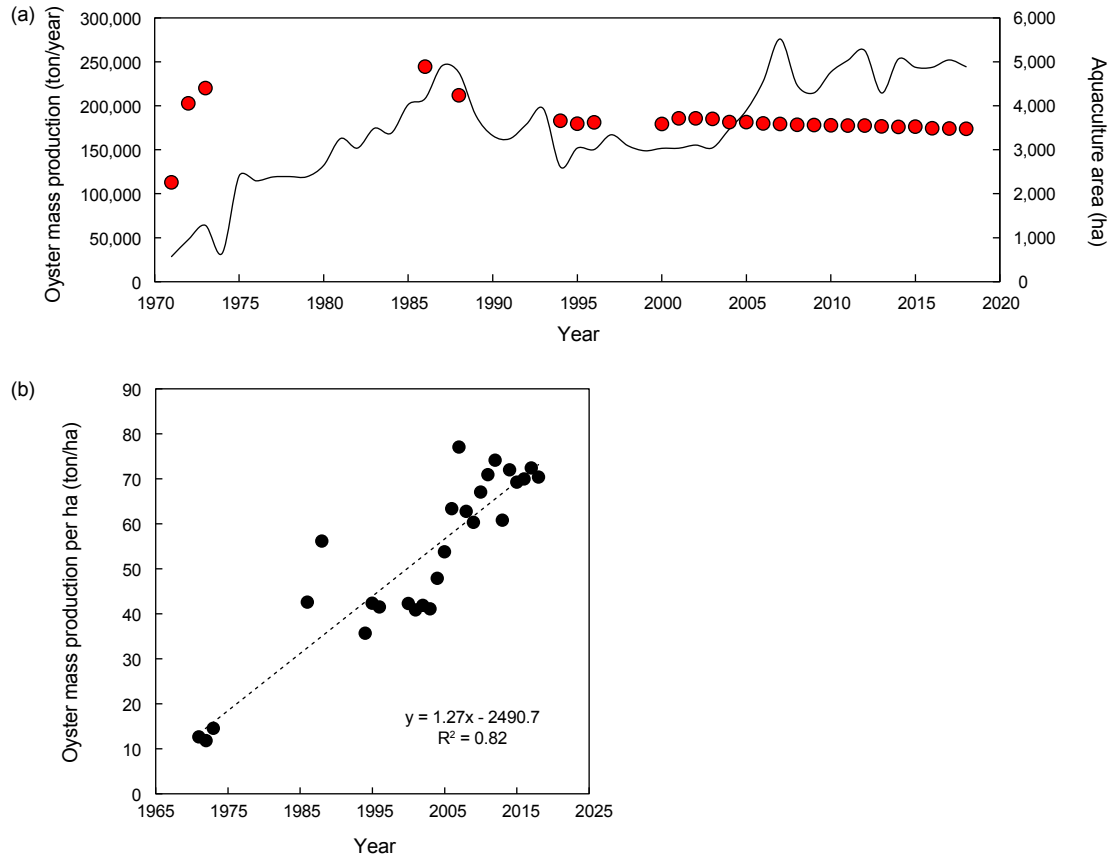 (a)
Oyster mass production (ton/year)
300,000
250,000
200,000
150,000
100,000
50,000
0
6,000
5,000
4,000
3,000
2,000
1,000
0
Aquaculture area (ha)
1970 1975 1980 1985 1990 1995 2000 2005 2010 2015 2020
Year
(b)
Oyster mass production per ha (ton/ha)
90
80
70
60
50
40
30
20
10
0
y = 1.27x - 2490.7
R² = 0.82
1965 1975 1985 1995 2005 2015 2025
Year